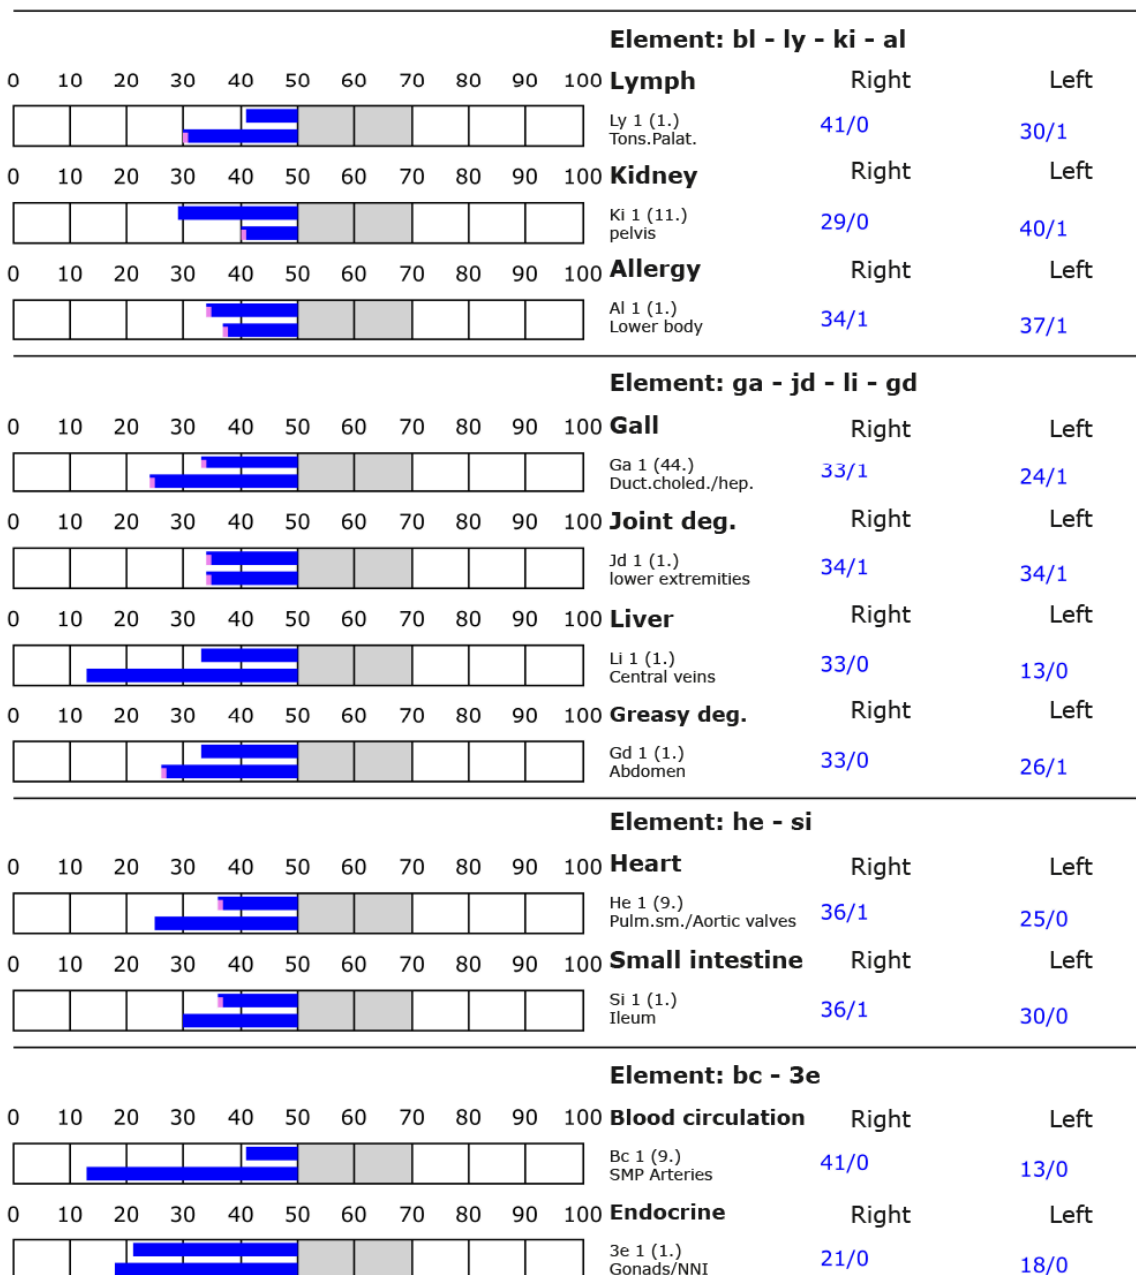 Element: bl - ly - ki - al
0 10 20 30 40 50 60 70 80 90 100 Lymph Right Left
Ly 1 (1.) 41/0 30/1
Tons.Palat.
0 10 20 30 40 50 60 70 80 90 100 Kidney Right Left
Ki 1 (11.) 29/0 40/1
pelvis
0 10 20 30 40 50 60 70 80 90 100 Allergy Right Left
Al 1 (1.) 34/1 37/1
Lower body
Element: ga - jd - li - gd
0 10 20 30 40 50 60 70 80 90 100 Gall Right Left
Ga 1 (44.) 33/1 24/1
Duct.choled./hep.
0 10 20 30 40 50 60 70 80 90 100 Joint deg. Right Left
Jd 1 (1.) 34/1 34/1
lower extremities
0 10 20 30 40 50 60 70 80 90 100 Liver Right Left
Li 1 (1.) 33/0 13/0
Central veins
0 10 20 30 40 50 60 70 80 90 100 Greasy deg. Right Left
Gd 1 (1.) 33/0 26/1
Abdomen
Element: he - si
0 10 20 30 40 50 60 70 80 90 100 Heart Right Left
He 1 (9.) 36/1 25/0
Pulm.sm./Aortic valves
0 10 20 30 40 50 60 70 80 90 100 Small intestine Right Left
Si 1 (1.) 36/1 30/0
Ileum
Element: bc - 3e
0 10 20 30 40 50 60 70 80 90 100 Blood circulation Right Left
Bc 1 (9.) 41/0 13/0
SMP Arteries
0 10 20 30 40 50 60 70 80 90 100 Endocrine Right Left
3e 1 (1.) 21/0 18/0
Gonads/NNI